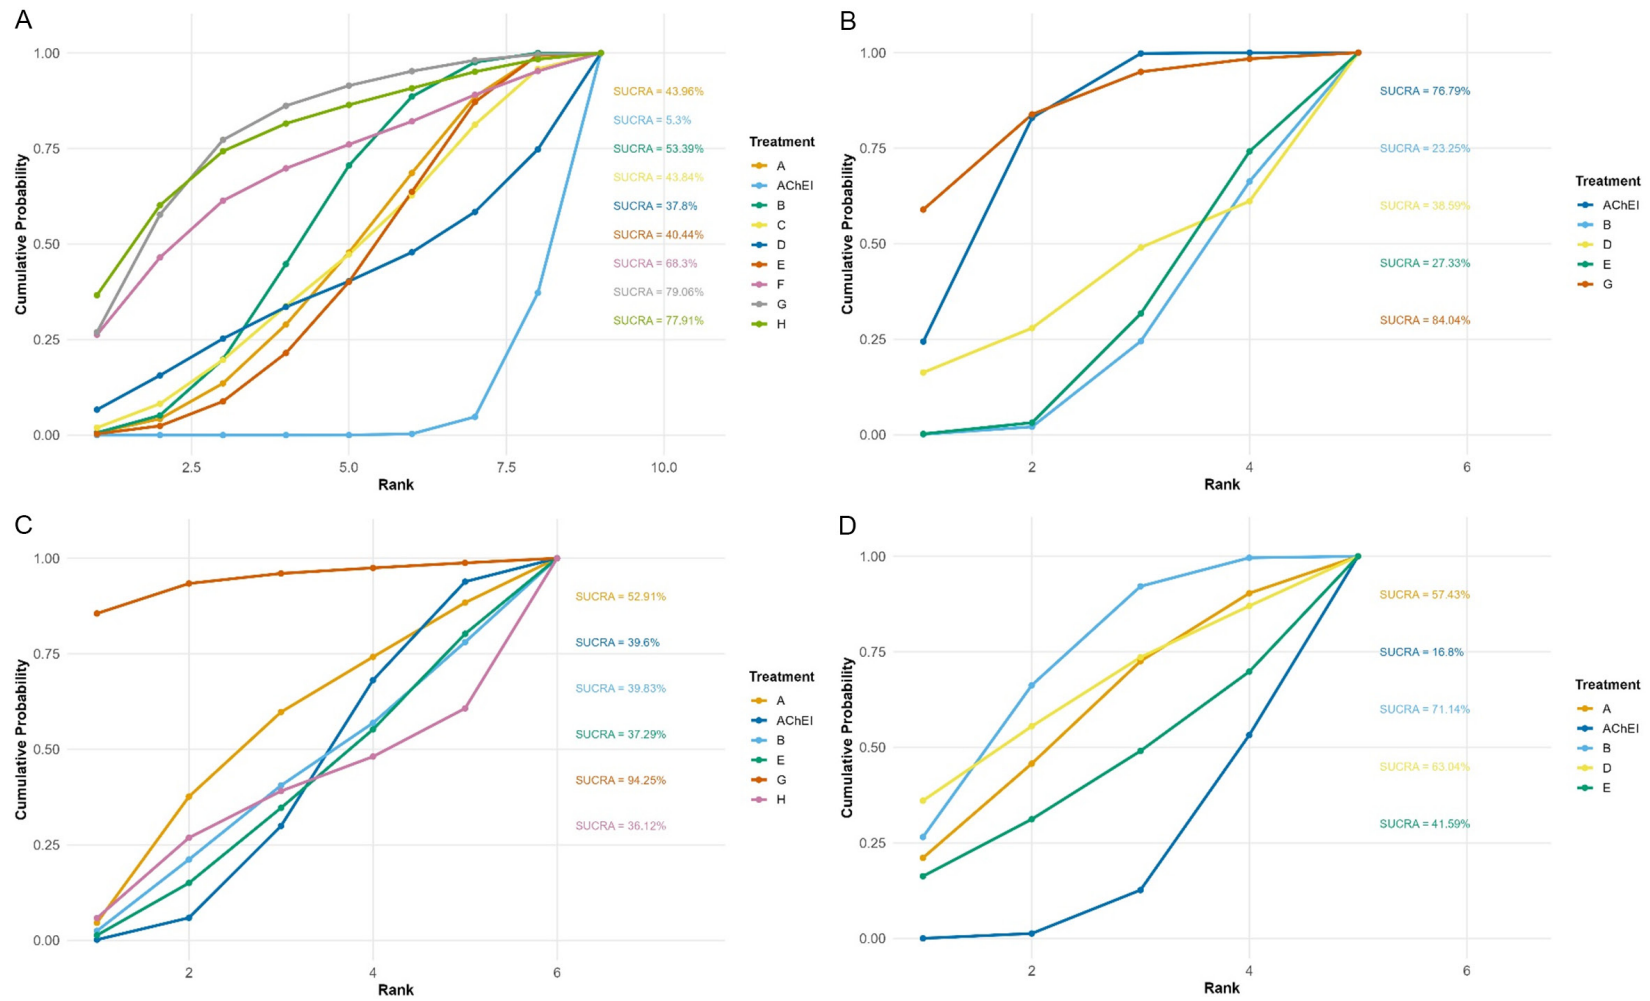 A
1.00
0.75
0.50
0.25
0.00
Cumulative Probability
2.5
5.0
7.5
10.0
Rank
SUCRA = 43.96%
SUCRA = 5.3%
SUCRA = 53.39%
SUCRA = 43.84%
SUCRA = 37.8%
SUCRA = 40.44%
SUCRA = 68.3%
SUCRA = 79.06%
SUCRA = 77.91%
Treatment
A
AChEI
B
C
D
E
F
G
H
B
1.00
0.75
0.50
0.25
0.00
Cumulative Probability
2
4
6
Rank
SUCRA = 76.79%
SUCRA = 23.25%
SUCRA = 38.59%
SUCRA = 27.33%
SUCRA = 84.04%
Treatment
AChEI
B
D
E
G
C
1.00
0.75
0.50
0.25
0.00
Cumulative Probability
2
4
6
Rank
SUCRA = 52.91%
SUCRA = 39.6%
SUCRA = 39.83%
SUCRA = 37.29%
SUCRA = 94.25%
SUCRA = 36.12%
Treatment
A
AChEI
B
E
G
H
D
1.00
0.75
0.50
0.25
0.00
Cumulative Probability
2
4
6
Rank
SUCRA = 57.43%
SUCRA = 16.8%
SUCRA = 71.14%
SUCRA = 63.04%
SUCRA = 41.59%
Treatment
A
AChEI
B
D
E